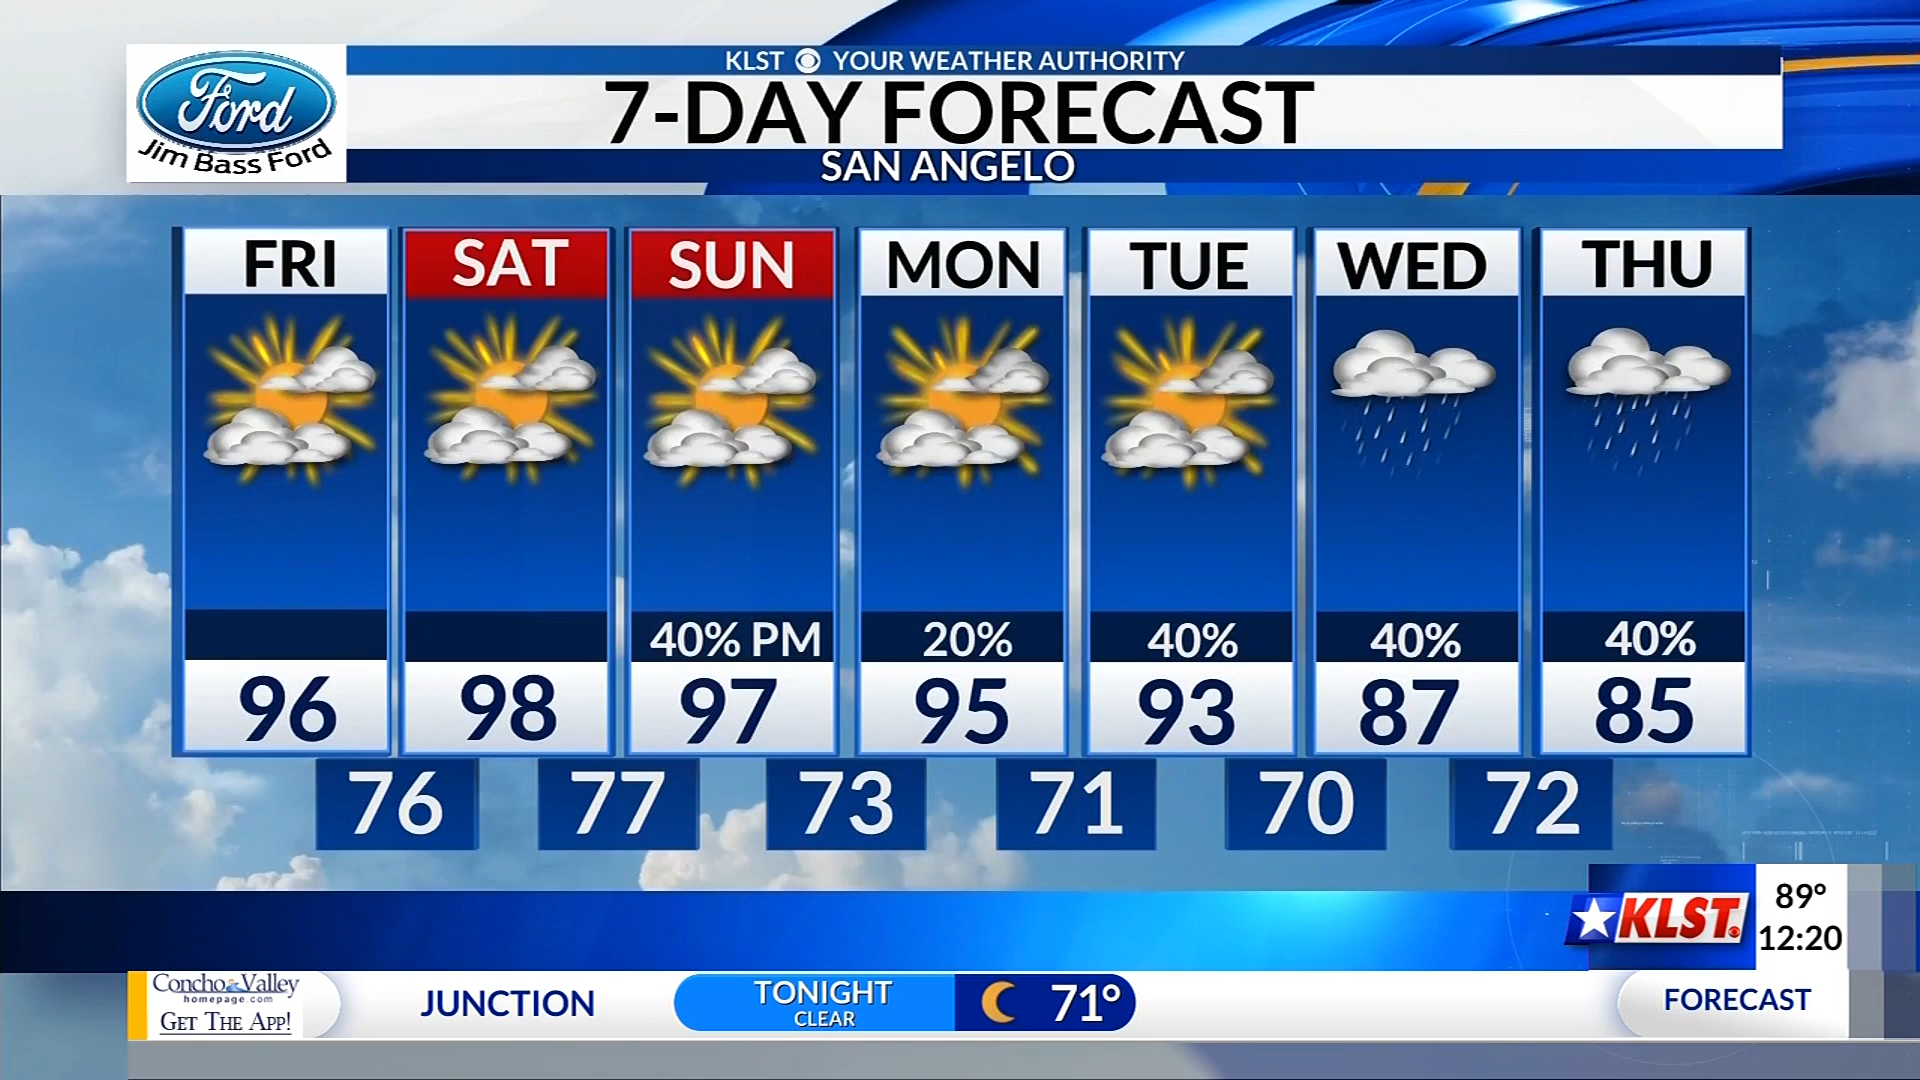 Ford
Jim Bass Ford
KLST YOUR WEATHER AUTHORITY
7-DAY FORECAST
SAN ANGELO
FRI SAT SUN MON TUE WED THU
40% PM 20% 40% 40% 40%
96 98 97 95 93 87 85
76 77 73 71 70 72
KLST
89°
12:20
Concho Valley
homepage.com
GET THE APP!
JUNCTION
TONIGHT
CLEAR
71°
FORECAST